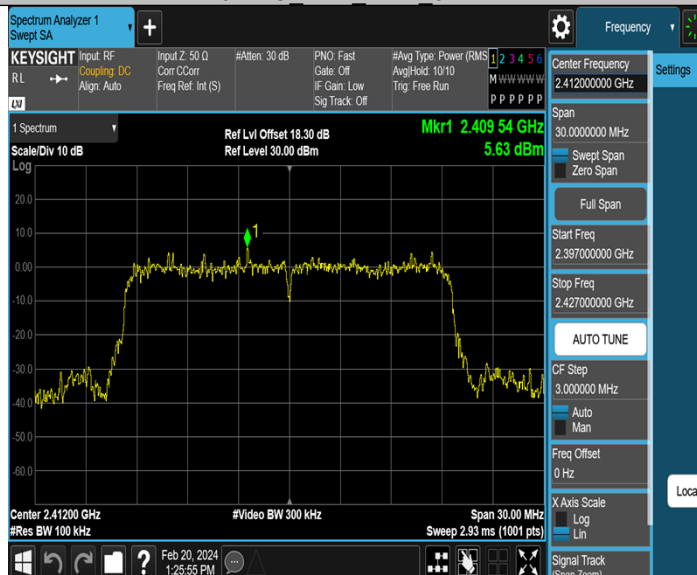 Spectrum Analyzer 1
Swept SA
Frequency
KEYSIGHT
RL
LXI
Input: RF
Coupling: DC
Align: Auto
Input Z: 50 Ω
Corr CCorr
Freq Ref: Int (S)
#Atten: 30 dB
PNO: Fast
Gate: Off
IF Gain: Low
Sig Track: Off
#Avg Type: Power (RMS
Avg|Hold: 10/10
Trig: Free Run
1 2 3 4 5 6
M W W W W W
P P P P P P
1 Spectrum
Scale/Div 10 dB
Log
Ref Lvl Offset 18.30 dB
Ref Level 30.00 dBm
Mkr1 2.409 54 GHz
5.63 dBm
20.0
10.0
0.00
-10.0
-20.0
-30.0
-40.0
-50.0
-60.0
1
Center 2.41200 GHz
#Res BW 100 kHz
#Video BW 300 kHz
Span 30.00 MHz
Sweep 2.93 ms (1001 pts)
Center Frequency
2.412000000 GHz
Settings
Span
30.0000000 MHz
Swept Span
Zero Span
Full Span
Start Freq
2.397000000 GHz
Stop Freq
2.427000000 GHz
AUTO TUNE
CF Step
3.000000 MHz
Auto
Man
Freq Offset
0 Hz
X Axis Scale
Log
Lin
Loca
Signal Track
(Span Zoom)
?
Feb 20, 2024
1:25:55 PM